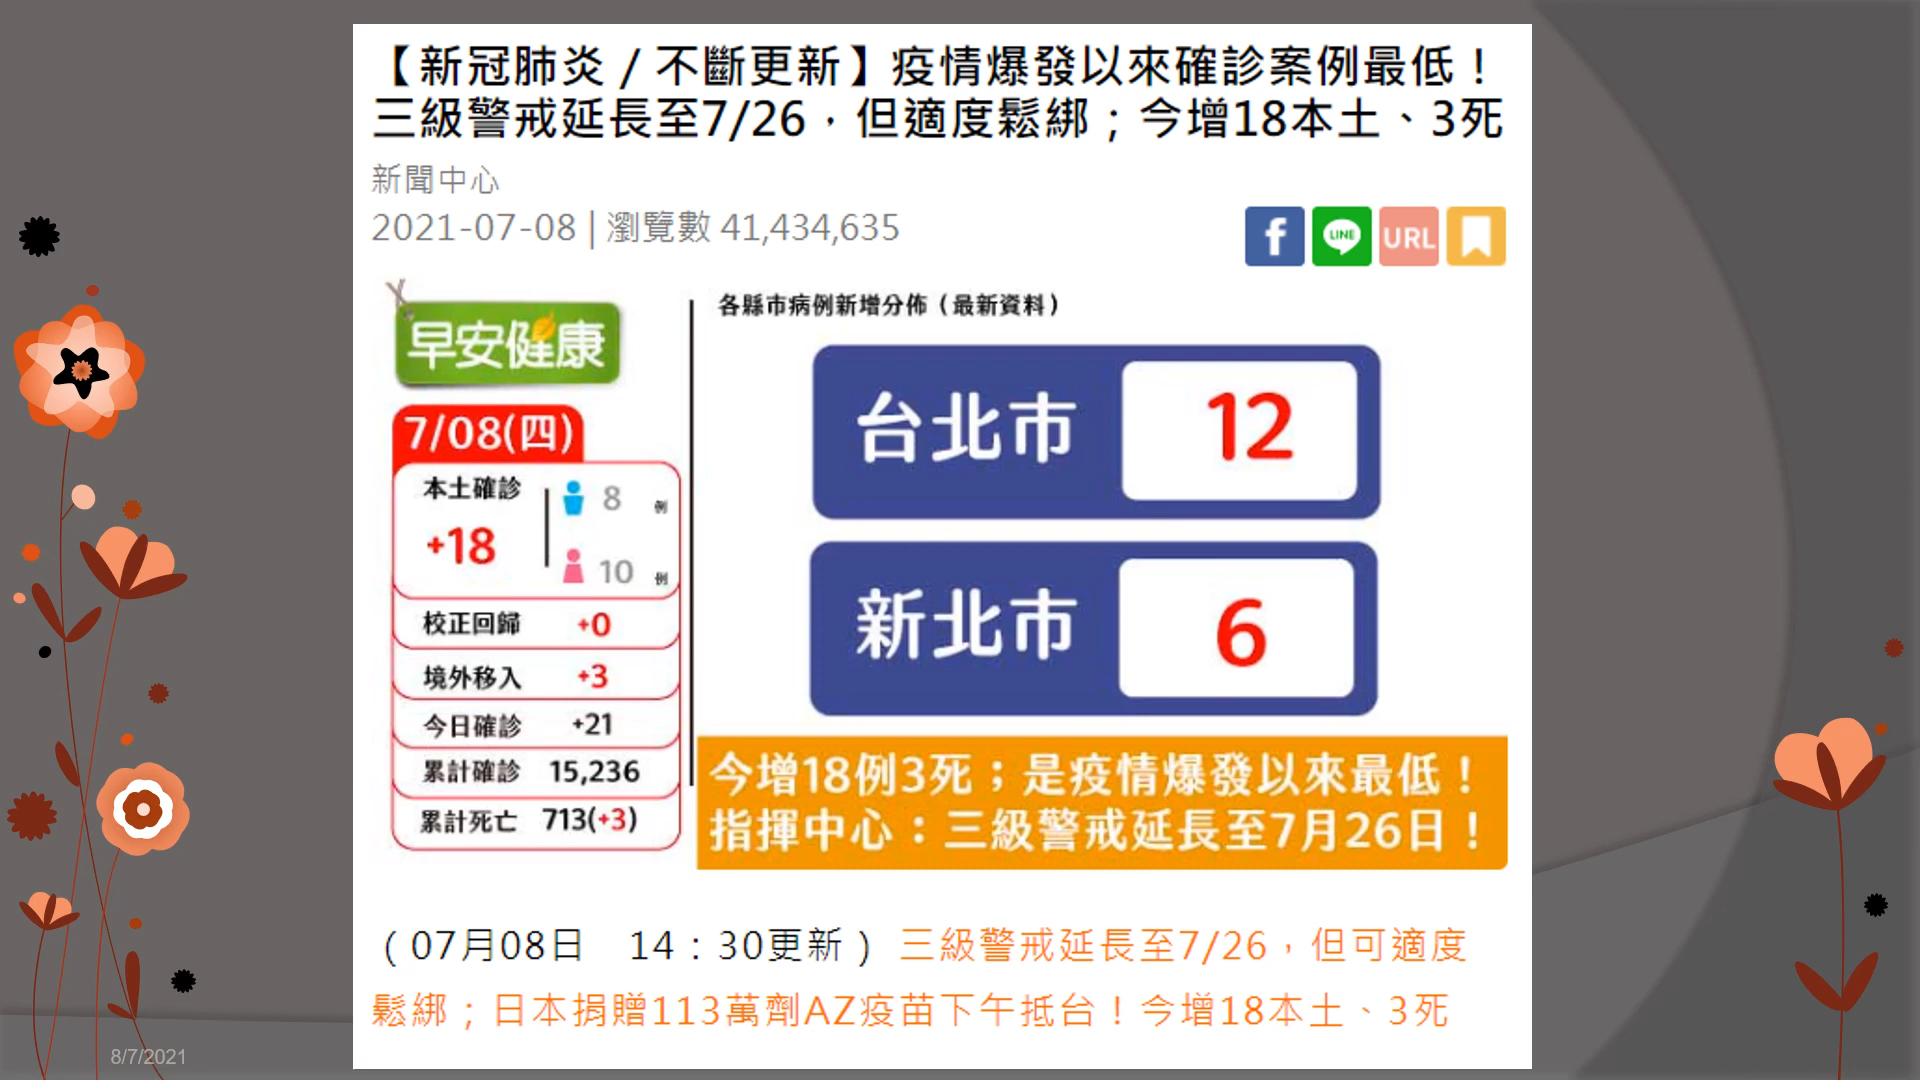 【新冠肺炎／不斷更新】疫情爆發以來確診案例最低！
三級警戒延長至7/26，但適度鬆綁；今增18本土、3死
新聞中心
2021-07-08 | 瀏覽數 41,434,635
f
LINE
URL
早安健康
7/08(四)
本土確診
+18
8 例
10 例
校正回歸 +0
境外移入 +3
今日確診 +21
累計確診 15,236
累計死亡 713(+3)
各縣市病例新增分佈（最新資料）
台北市 12
新北市 6
今增18例3死；是疫情爆發以來最低！
指揮中心：三級警戒延長至7月26日！
（07月08日　14：30更新）三級警戒延長至7/26，但可適度
鬆綁；日本捐贈113萬劑AZ疫苗下午抵台！今增18本土、3死
8/7/2021